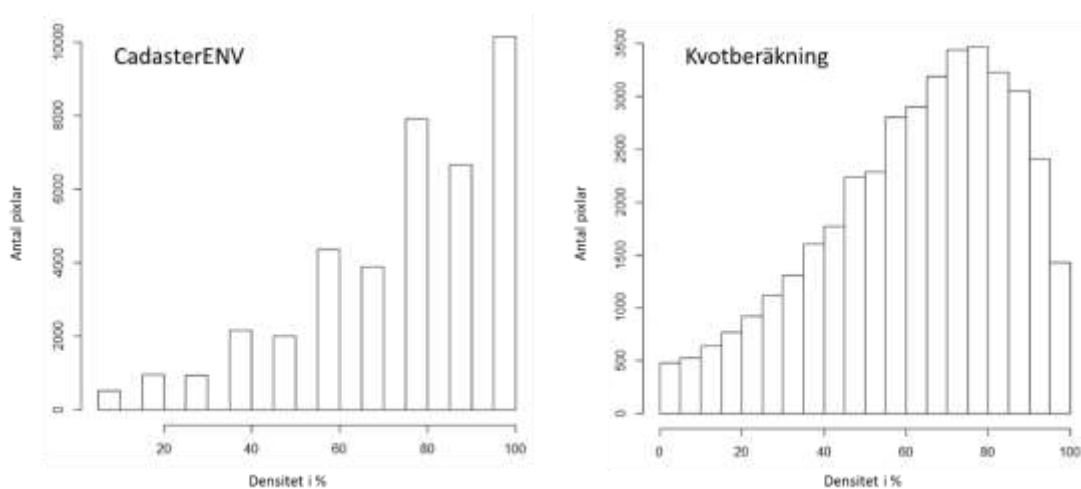 CadasterENV
Antal pixlar
10000
8000
6000
4000
2000
0
20 40 60 80 100
Densitet i %
Kvotberäkning
Antal pixlar
3500
3000
2500
2000
1500
1000
500
0
0 20 40 60 80 100
Densitet i %